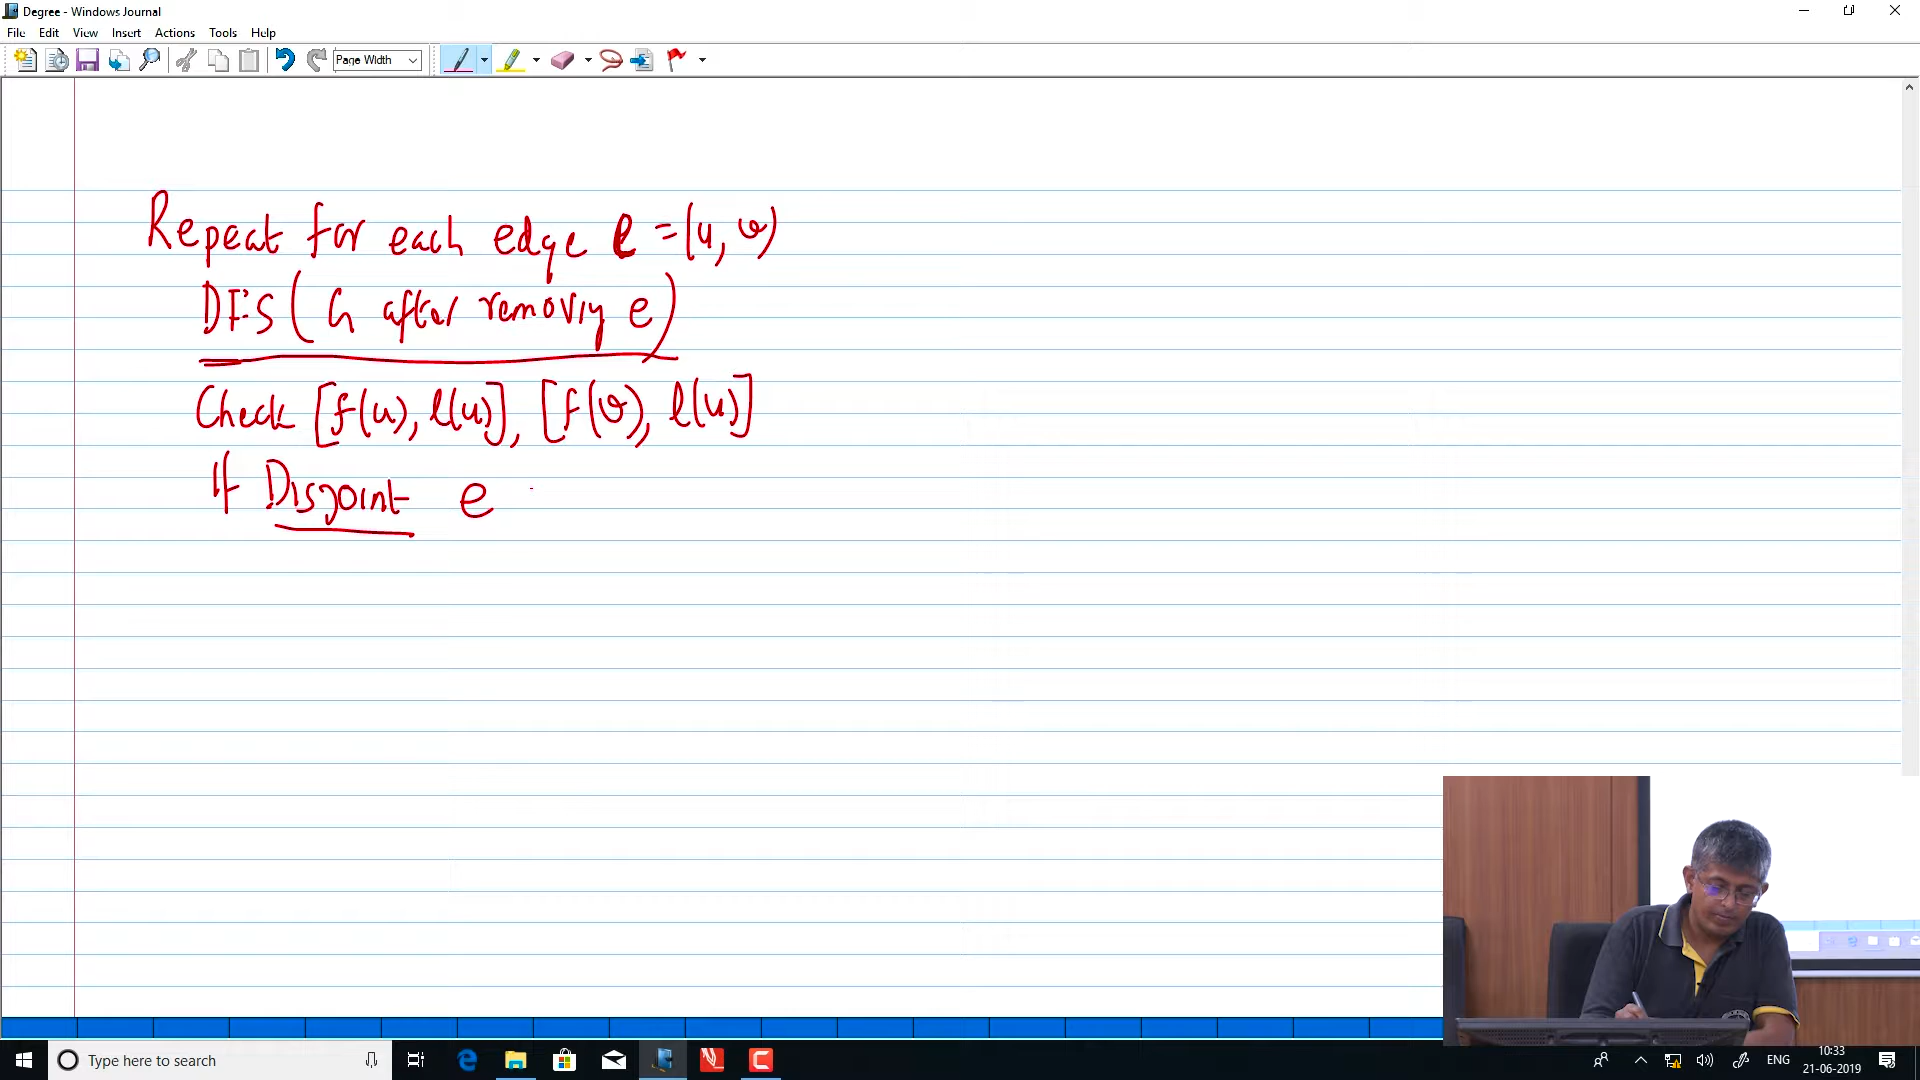 Degree - Windows Journal
File Edit View Insert Actions Tools Help
Page Width
Repeat for each edge e = (u, v)
DFS ( G after removing e )
Check [f(u), l(u)], [f(v), l(u)]
If Disjoint e
Type here to search
ENG
10:33
21-06-2019